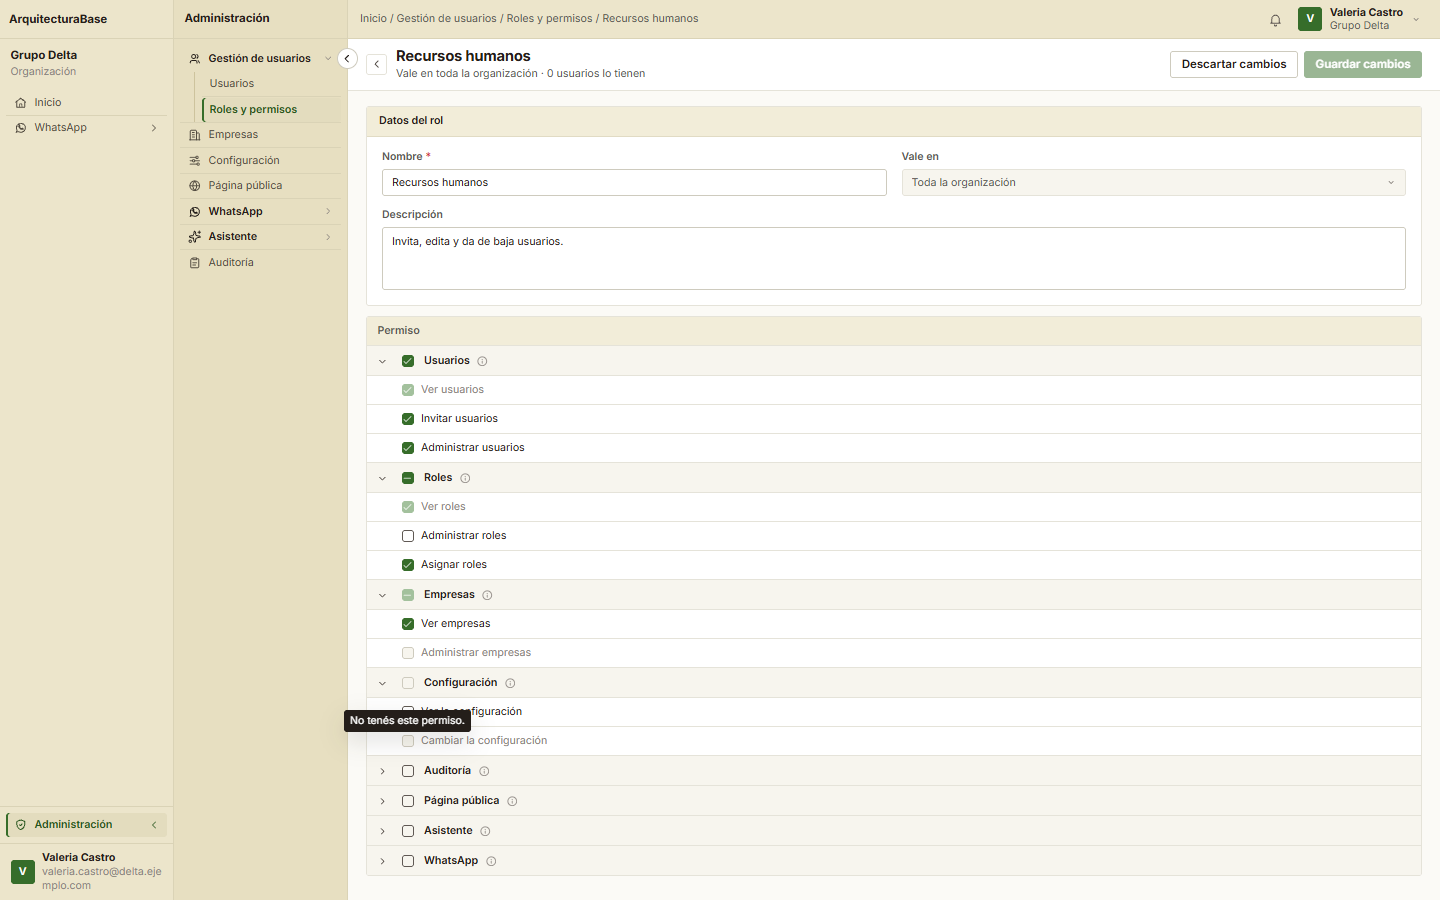 ArquitecturaBase
Grupo Delta
Organización
Inicio
WhatsApp
Administración
Valeria Castro
valeria.castro@delta.eje
mplo.com
Administración
Gestión de usuarios
Usuarios
Roles y permisos
Empresas
Configuración
Página pública
WhatsApp
Asistente
Auditoría
Inicio / Gestión de usuarios / Roles y permisos / Recursos humanos
V
Valeria Castro
Grupo Delta
Recursos humanos
Vale en toda la organización · 0 usuarios lo tienen
Descartar cambios
Guardar cambios
Datos del rol
Nombre *
Vale en
Recursos humanos
Toda la organización
Descripción
Invita, edita y da de baja usuarios.
Permiso
Usuarios
Ver usuarios
Invitar usuarios
Administrar usuarios
Roles
Ver roles
Administrar roles
Asignar roles
Empresas
Ver empresas
Administrar empresas
Configuración
figuración
No tenés este permiso.
Cambiar la configuración
Auditoría
Página pública
Asistente
WhatsApp
V